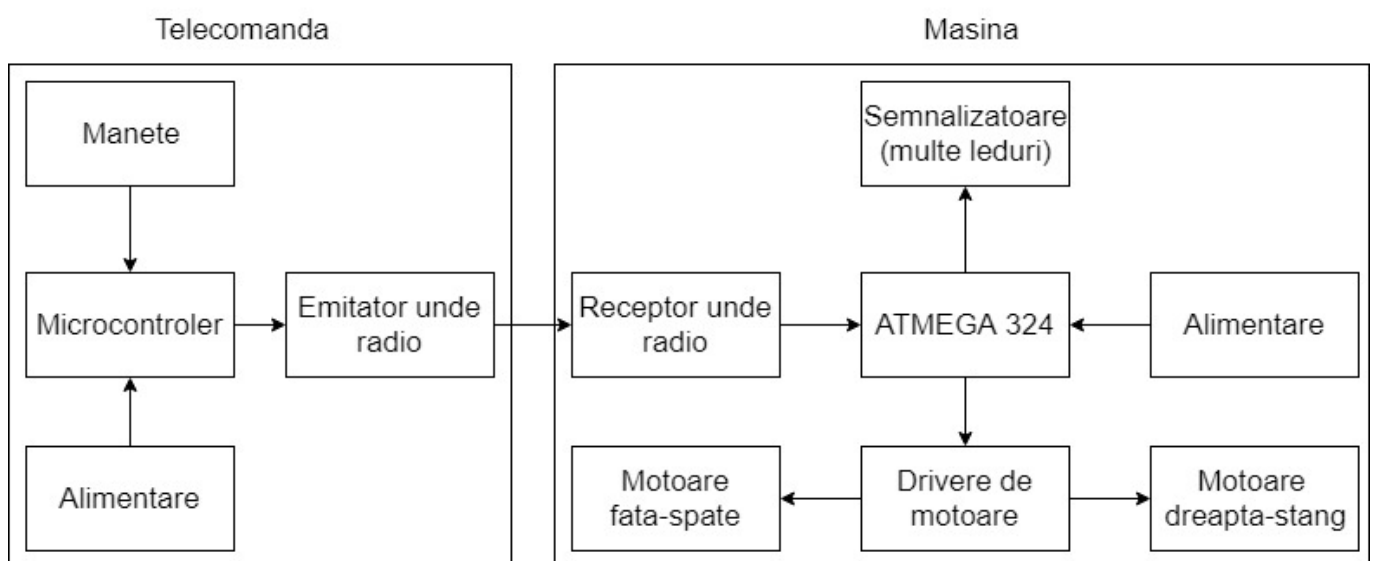 Telecomanda
Masina
Manete
Semnalizatoare
(multe leduri)
Microcontroler
Emitator unde
radio
Receptor unde
radio
ATMEGA 324
Alimentare
Alimentare
Motoare
fata-spate
Drivere de
motoare
Motoare
dreapta-stang